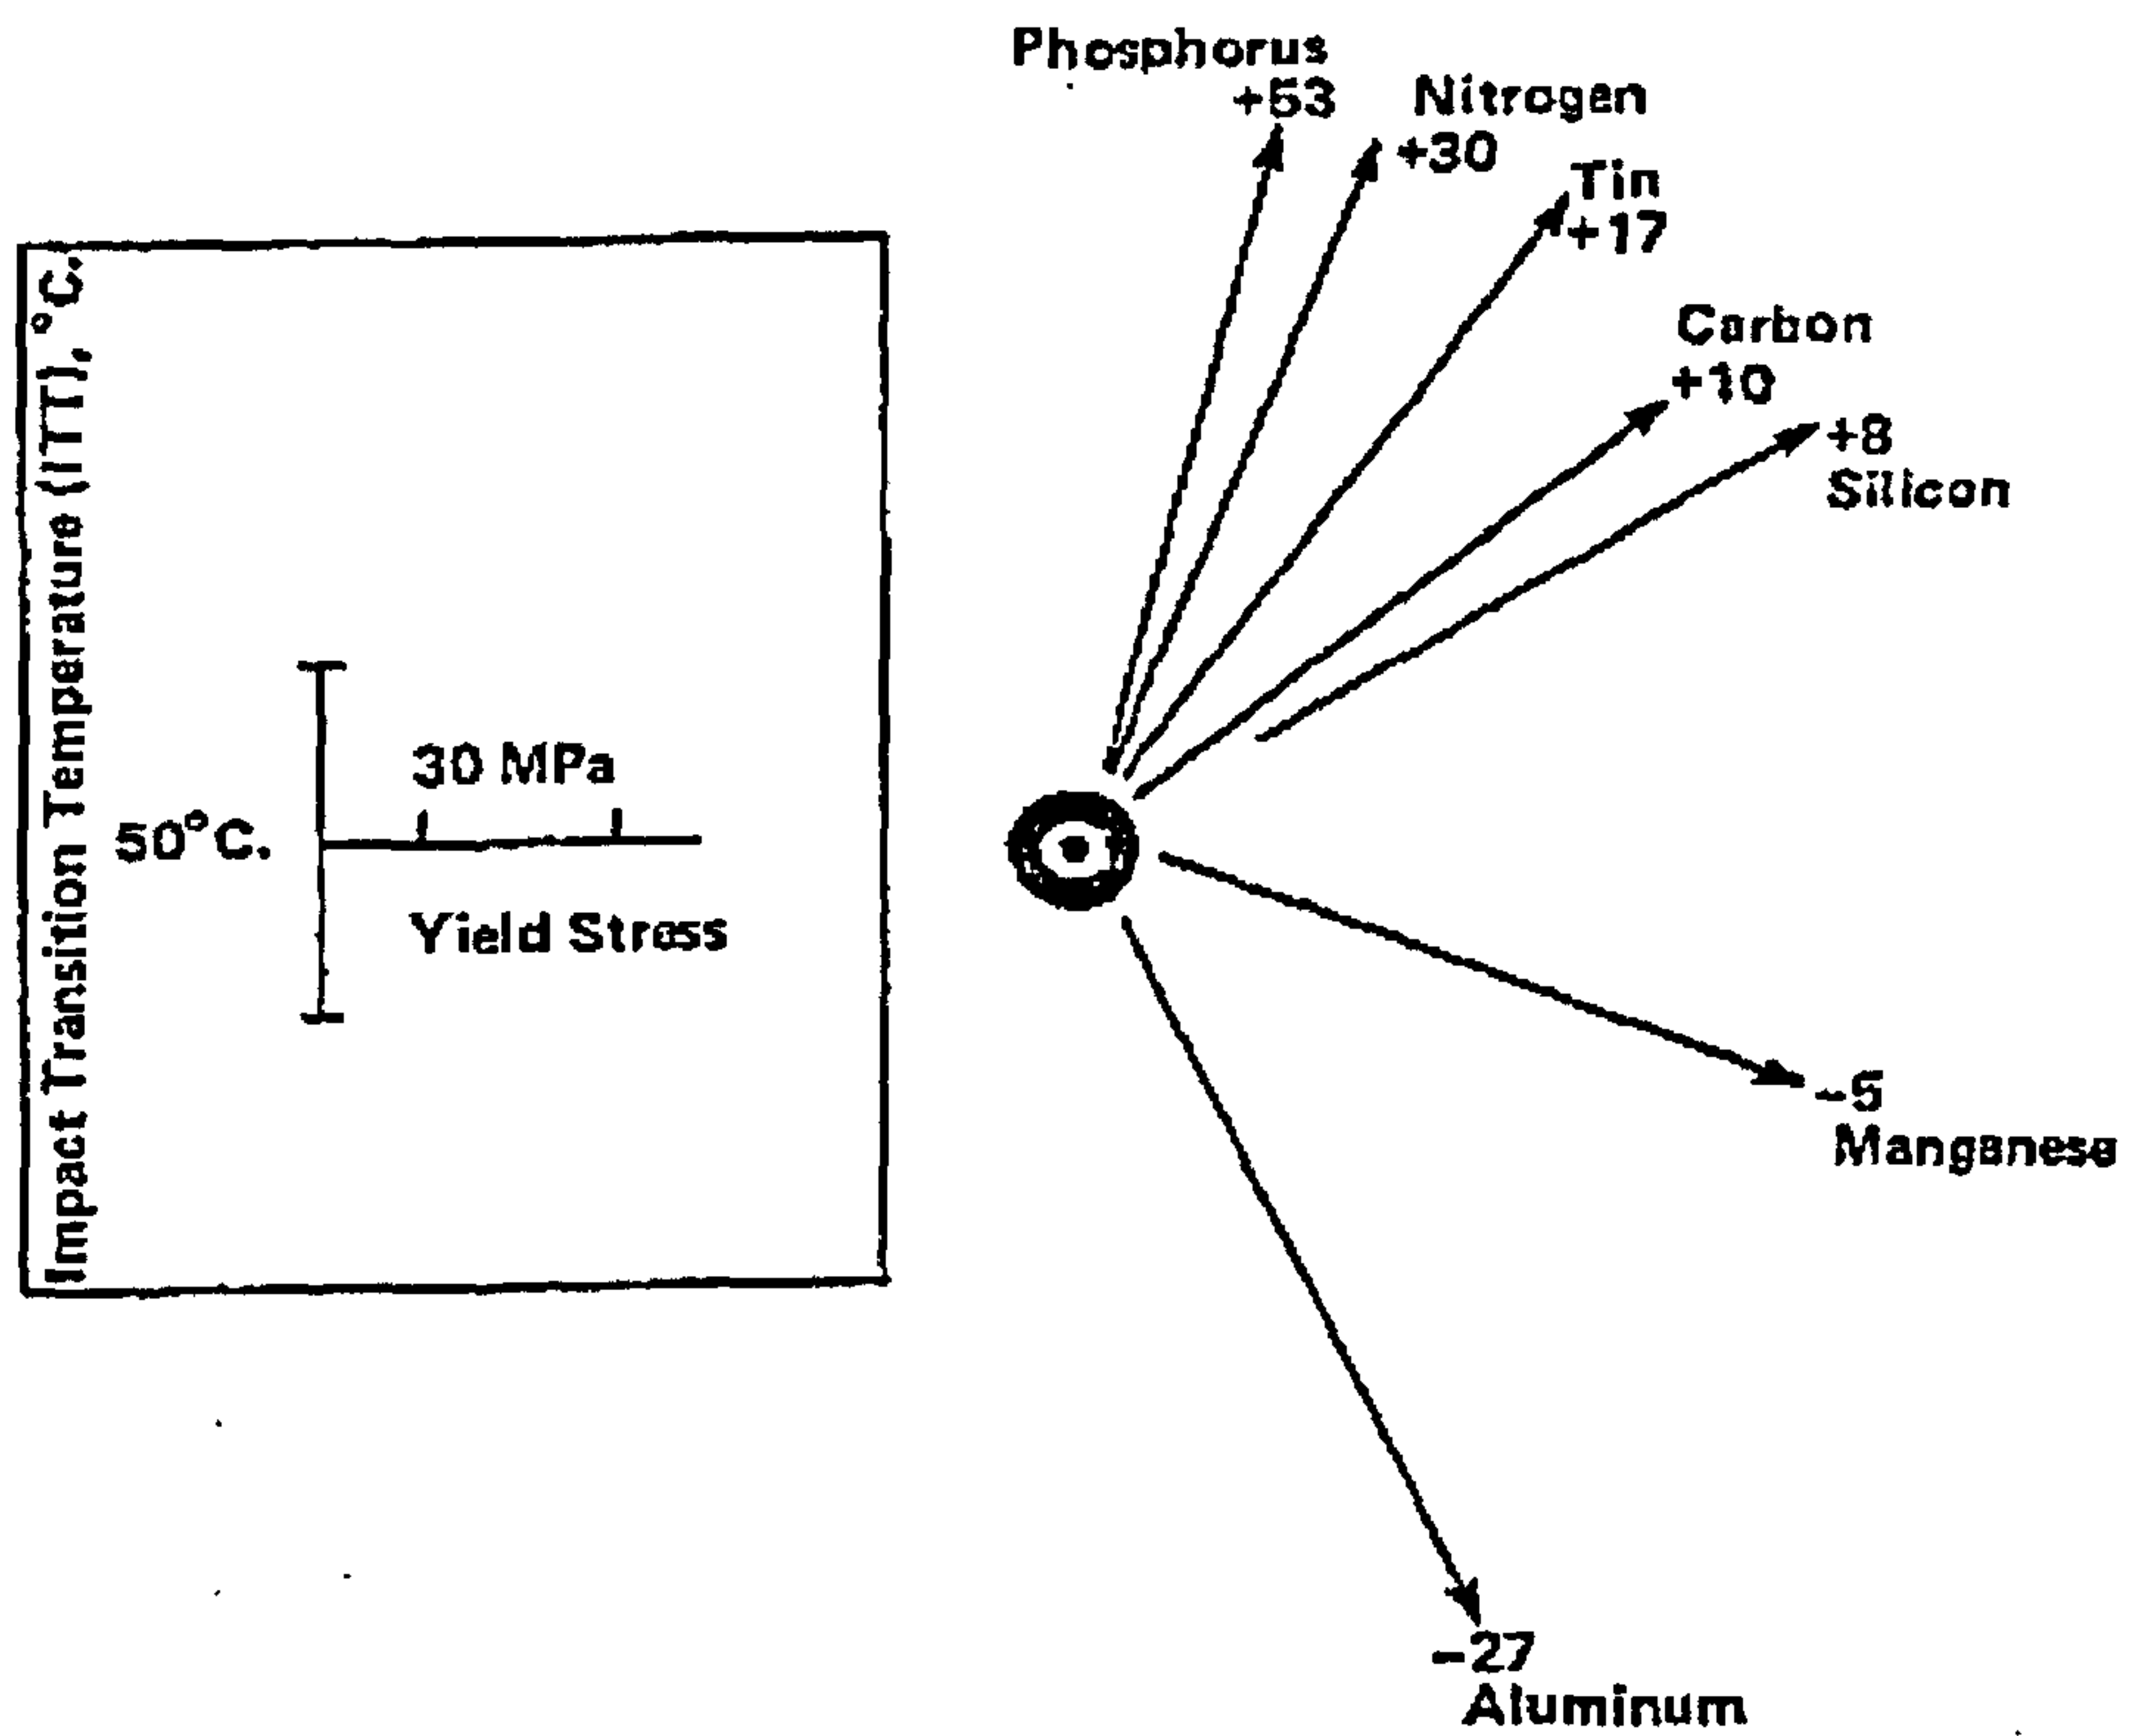 Impact Transition Temperature (ITT), °C.
50°C.
30 MPa
Yield Stress
Phosphorus
+53
Nitrogen
+30
Tin
+17
Carbon
+10
+8
Silicon
-5
Manganese
-27
Aluminum